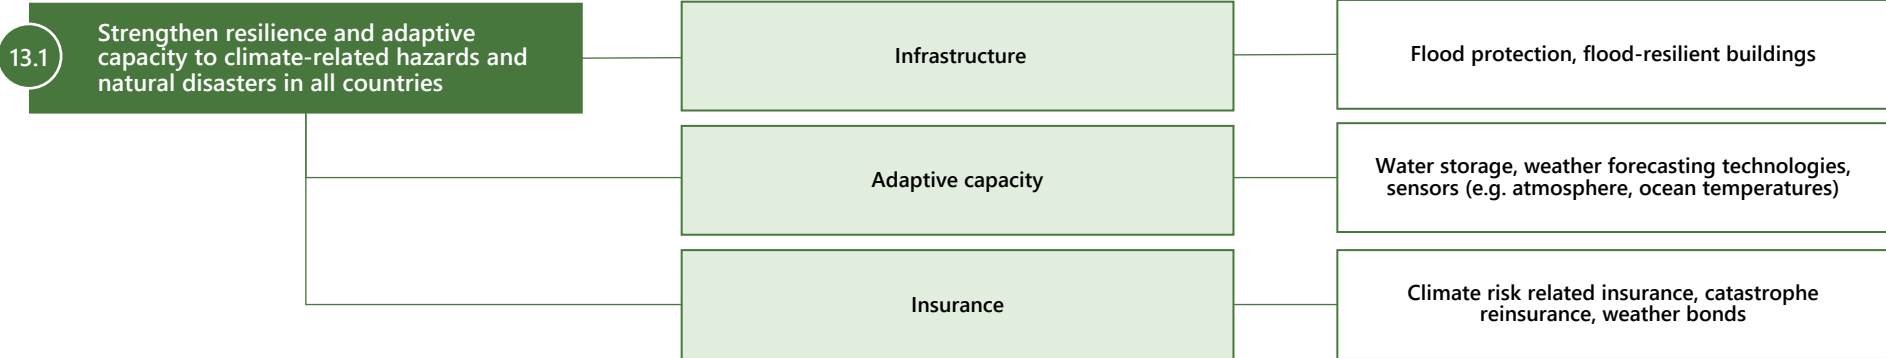 13.1
Strengthen resilience and adaptive
capacity to climate-related hazards and
natural disasters in all countries
Infrastructure
Flood protection, flood-resilient buildings
Adaptive capacity
Water storage, weather forecasting technologies,
sensors (e.g. atmosphere, ocean temperatures)
Insurance
Climate risk related insurance, catastrophe
reinsurance, weather bonds